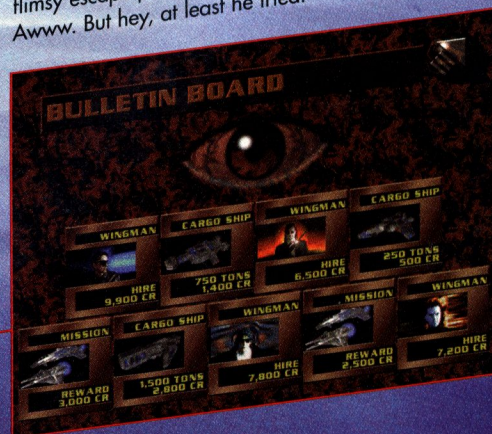 flimsy
Awww. But hey, at least he tried.
BULLETIN BOARD
WINGMAN
HIRE
9,900 CR
CARGO SHIP
750 TONS
1,400 CR
WINGMAN
HIRE
6,500 CR
CARGO SHIP
250 TONS
500 CR
MISSION
REWARD
3,000 CR
CARGO SHIP
1,500 TONS
2,800 CR
WINGMAN
HIRE
7,800 CR
MISSION
REWARD
2,500 CR
WINGMAN
HIRE
7,200 CR